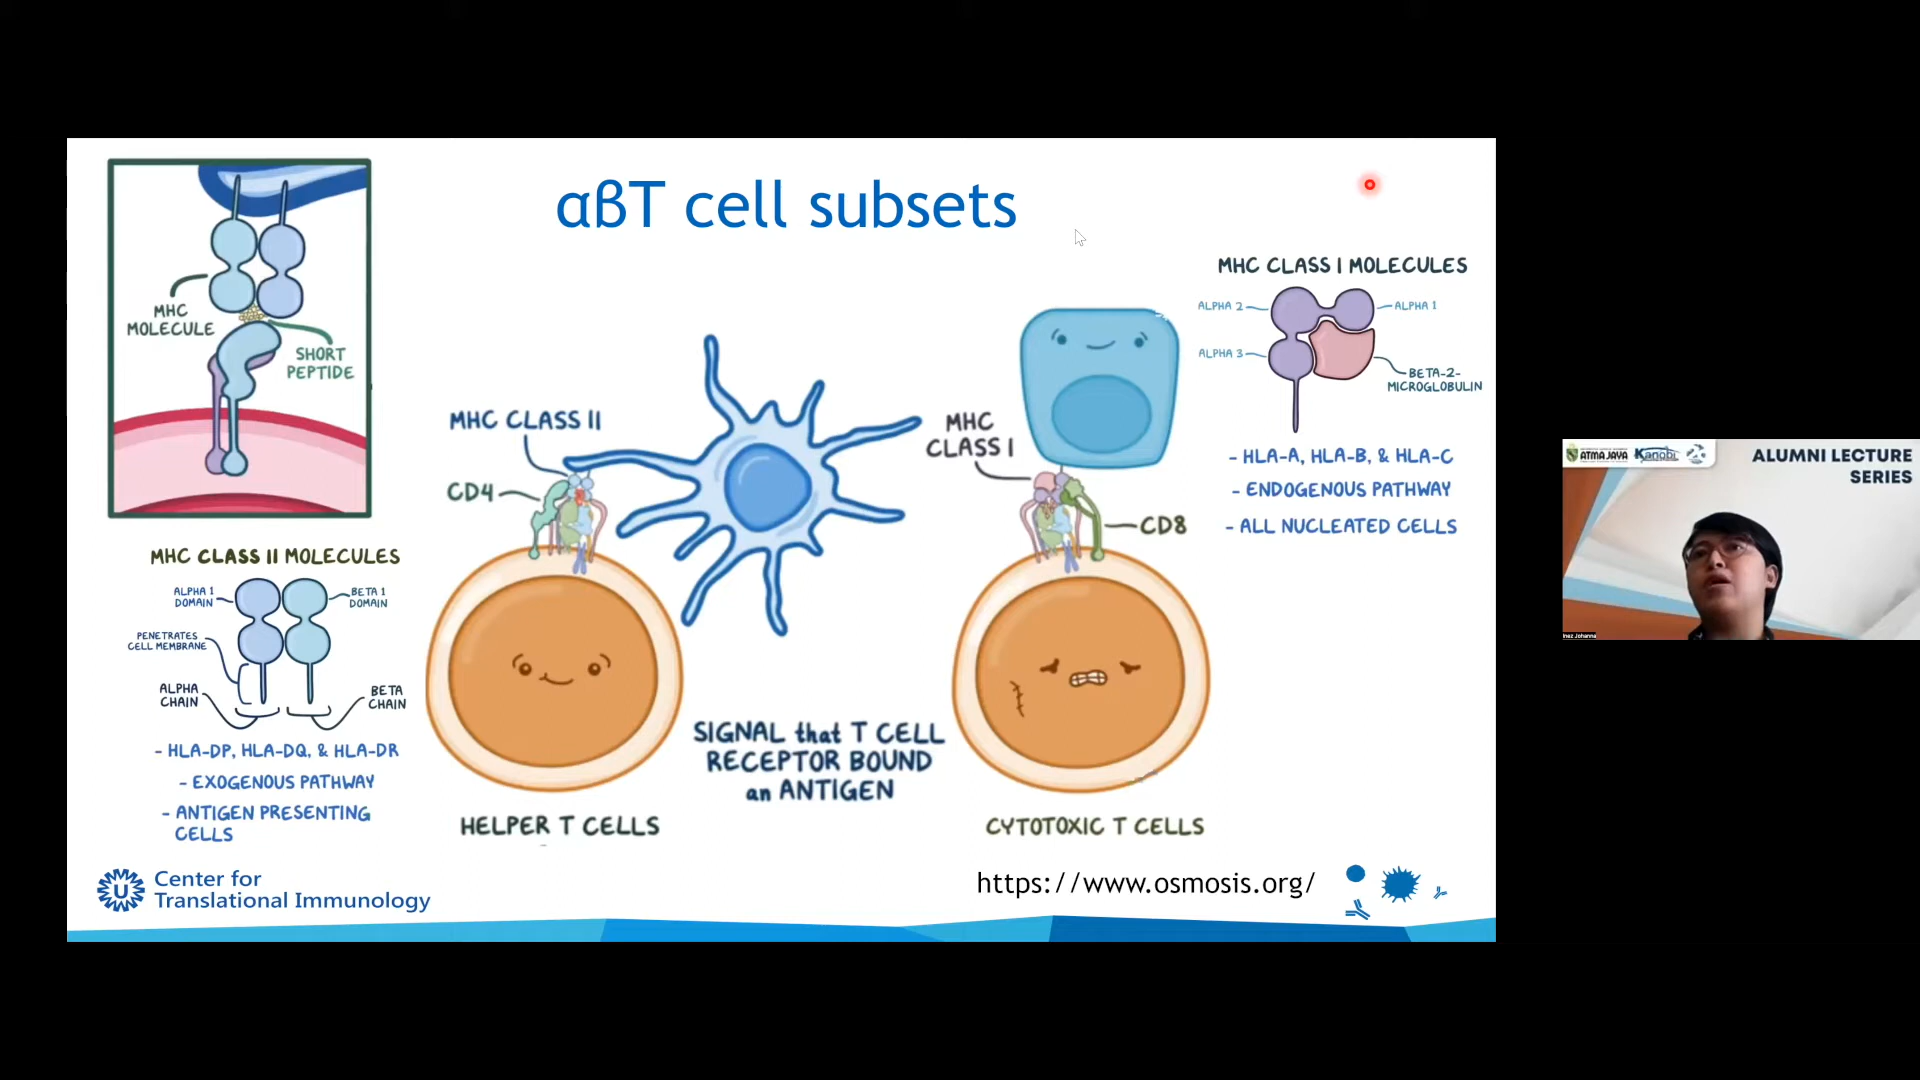 αβT cell subsets
MHC
MOLECULE
SHORT
PEPTIDE
MHC CLASS II MOLECULES
ALPHA 1
DOMAIN
BETA 1
DOMAIN
PENETRATES
CELL MEMBRANE
ALPHA
CHAIN
BETA
CHAIN
- HLA-DP, HLA-DQ, & HLA-DR
- EXOGENOUS PATHWAY
- ANTIGEN PRESENTING
CELLS
MHC CLASS II
CD4
HELPER T CELLS
SIGNAL that T CELL
RECEPTOR BOUND
an ANTIGEN
MHC
CLASS I
CD8
CYTOTOXIC T CELLS
MHC CLASS I MOLECULES
ALPHA 2
ALPHA 1
ALPHA 3
BETA-2-
MICROGLOBULIN
- HLA-A, HLA-B, & HLA-C
- ENDOGENOUS PATHWAY
- ALL NUCLEATED CELLS
U
Center for
Translational Immunology
https://www.osmosis.org/
ATMA JAYA
Kanobi
ALUMNI LECTURE
SERIES
Inez Johanna